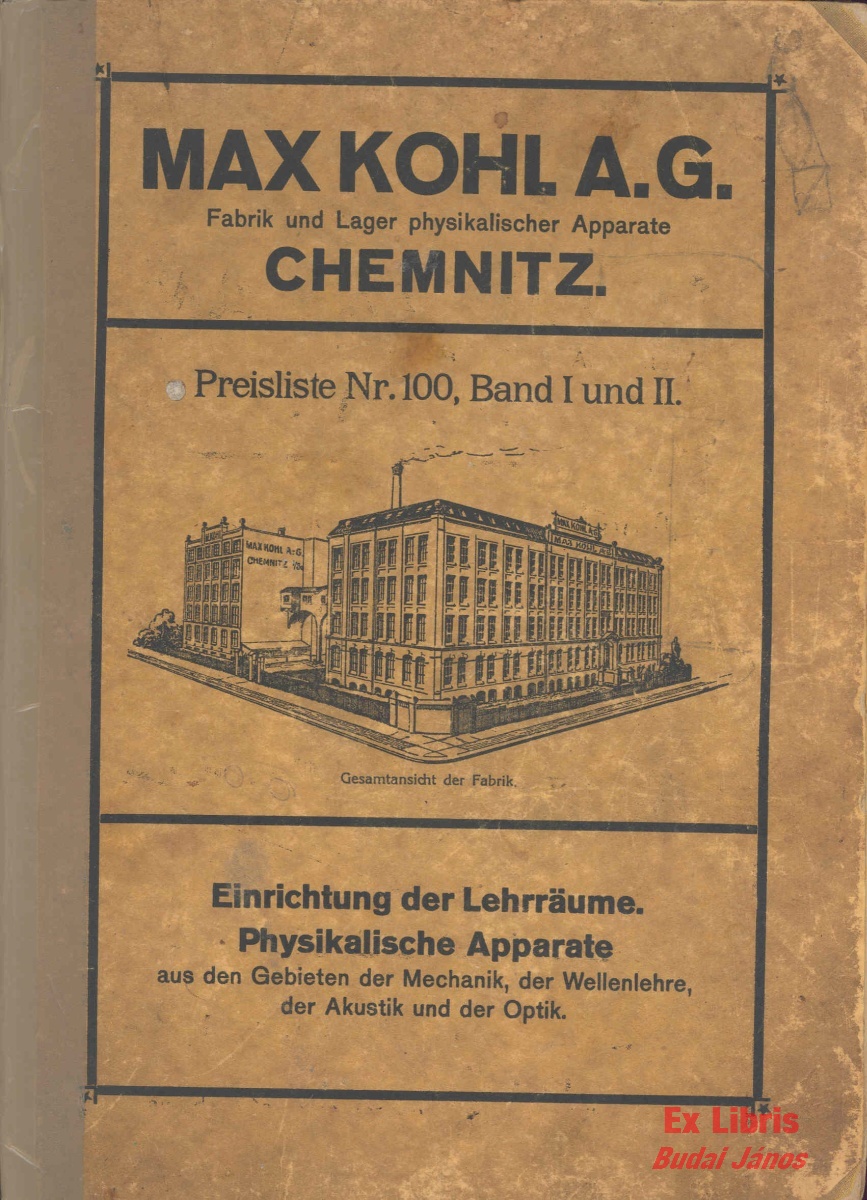 MAX KOHL A.G.
Fabrik und Lager physikalischer Apparate
CHEMNITZ.
Preisliste Nr. 100, Band I und II.
MAX KOHL A.G.
MAX KOHL A.G.
MAX KOHL A.-G.
CHEMNITZ
Gesamtansicht der Fabrik.
Einrichtung der Lehrräume.
Physikalische Apparate
aus den Gebieten der Mechanik, der Wellenlehre,
der Akustik und der Optik.
Ex Libris
Budai János